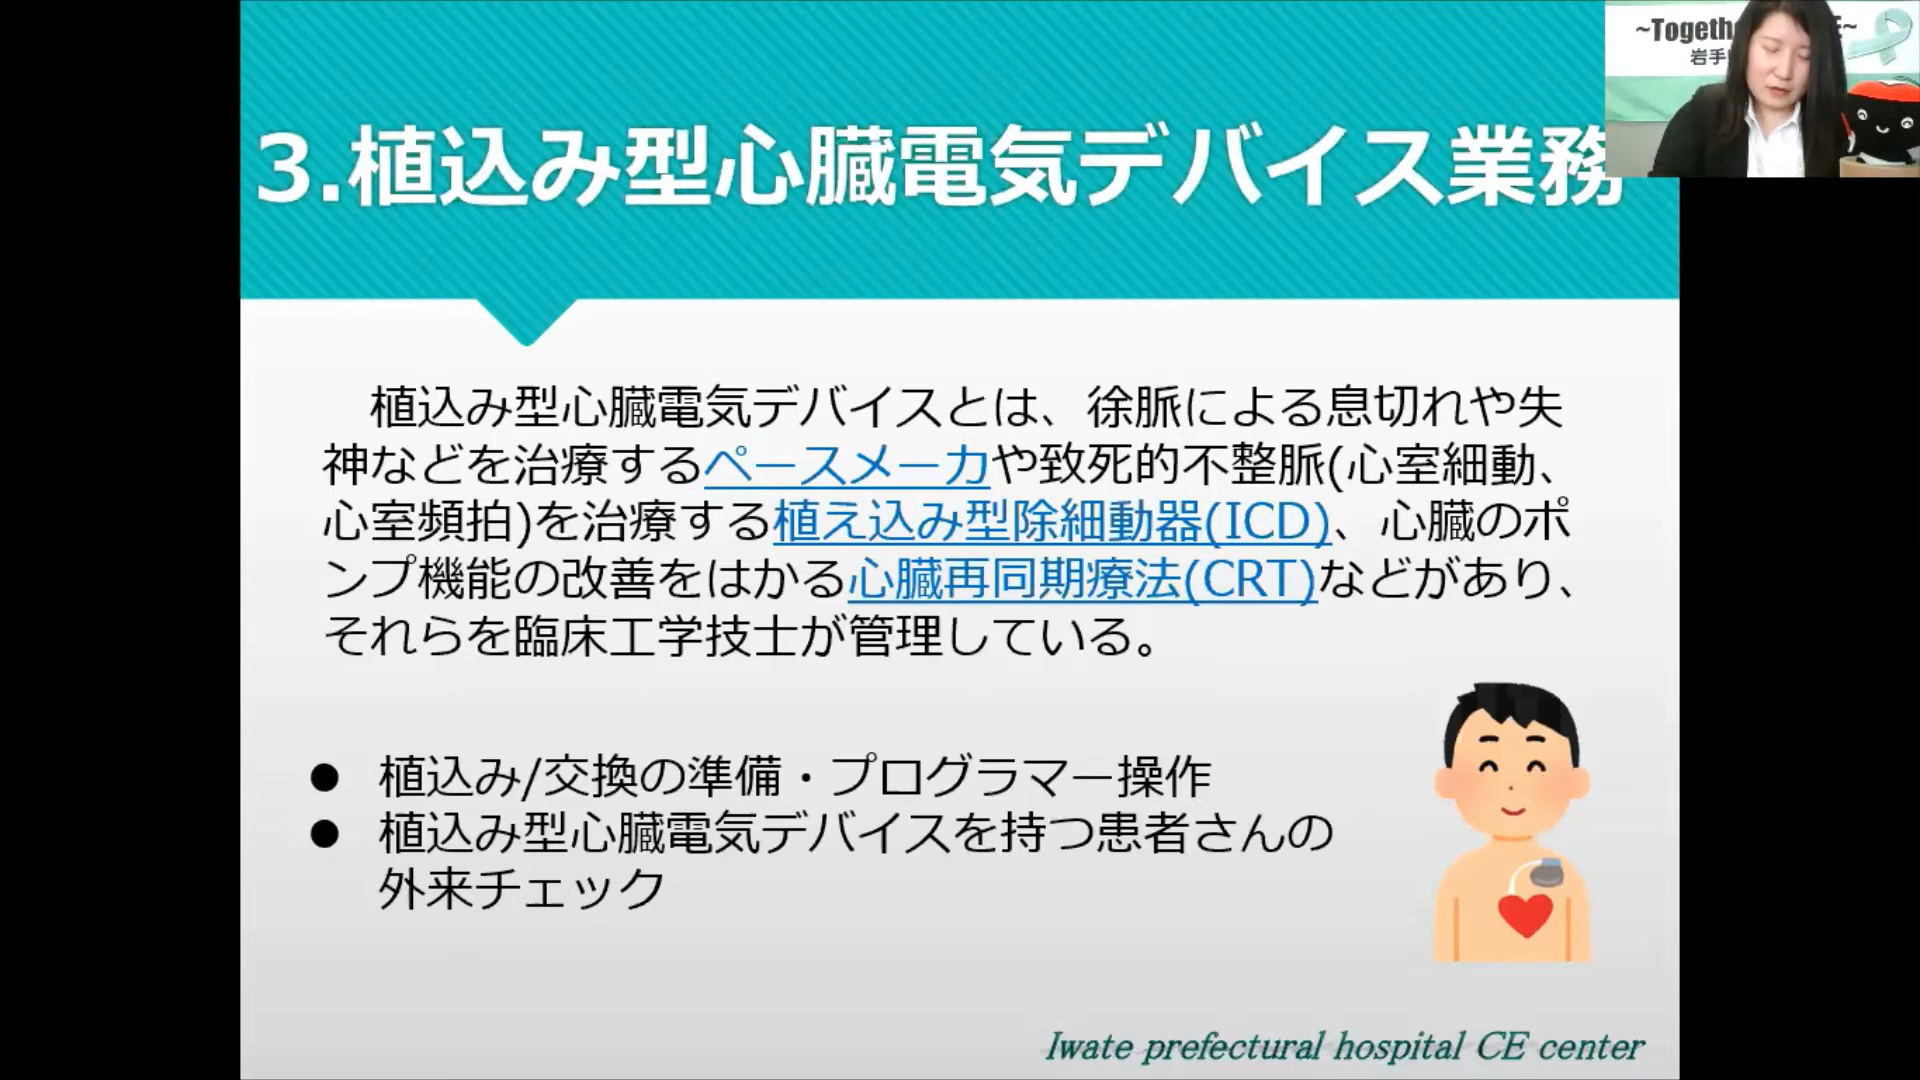 ~Togeth
岩手
3.植込み型心臓電気デバイス業務
植込み型心臓電気デバイスとは、徐脈による息切れや失
神などを治療するペースメーカや致死的不整脈(心室細動、
心室頻拍)を治療する植え込み型除細動器(ICD)、心臓のポ
ンプ機能の改善をはかる心臓再同期療法(CRT)などがあり、
それらを臨床工学技士が管理している。
● 植込み/交換の準備・プログラマー操作
● 植込み型心臓電気デバイスを持つ患者さんの
外来チェック
Iwate prefectural hospital CE center